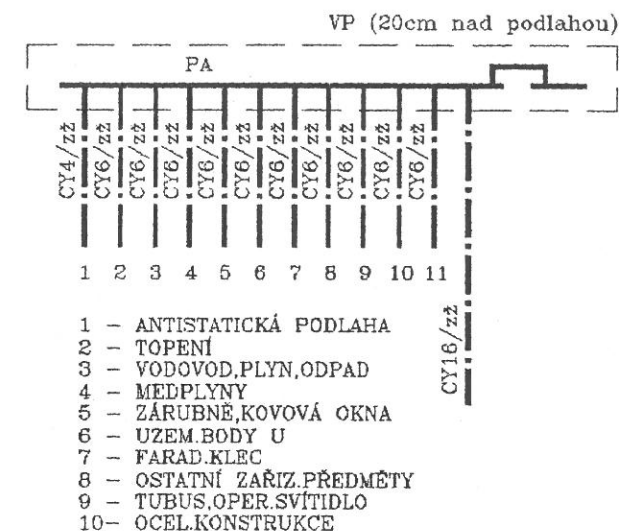 VP (20cm nad podlahou)
PA
CY4/zž
CY6/zž
CY6/zž
CY6/zž
CY6/zž
CY6/zž
CY6/zž
CY6/zž
CY6/zž
CY6/zž
CY6/zž
CY16/zž
1 2 3 4 5 6 7 8 9 10 11
1 – ANTISTATICKÁ PODLAHA
2 – TOPENÍ
3 – VODOVOD,PLYN,ODPAD
4 – MEDPLYNY
5 – ZÁRUBNĚ,KOVOVÁ OKNA
6 – UZEM.BODY U
7 – FARAD.KLEC
8 – OSTATNÍ ZAŘIZ.PŘEDMĚTY
9 – TUBUS,OPER.SVÍTIDLO
10– OCEL.KONSTRUKCE